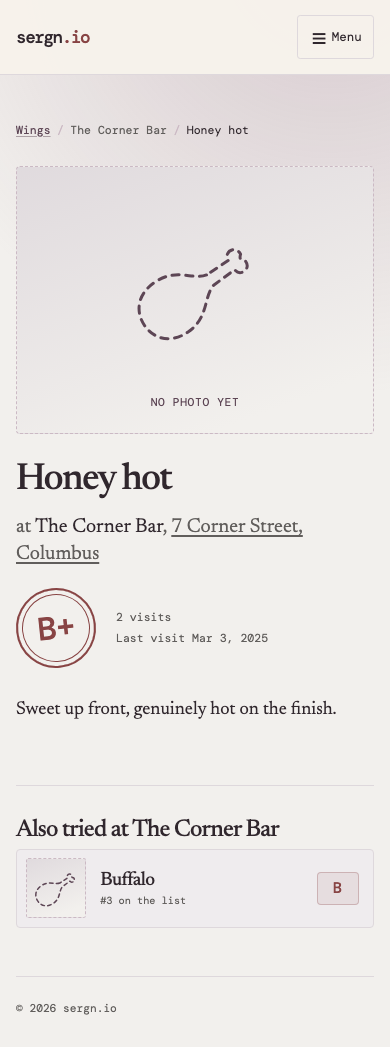 sergn.io
Menu
Wings / The Corner Bar / Honey hot
NO PHOTO YET
Honey hot
at The Corner Bar, 7 Corner Street,
Columbus
B+
2 visits
Last visit Mar 3, 2025
Sweet up front, genuinely hot on the finish.
Also tried at The Corner Bar
Buffalo
#3 on the list
B
© 2026 sergn.io